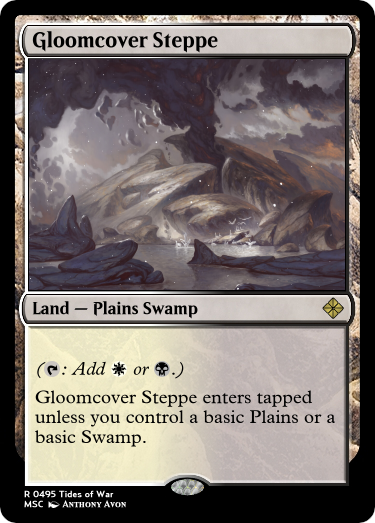 Gloomcover Steppe
Land — Plains Swamp
(: Add or .)
Gloomcover Steppe enters tapped
unless you control a basic Plains or a
basic Swamp.
R 0495 Tides of War
MSC Anthony Avon